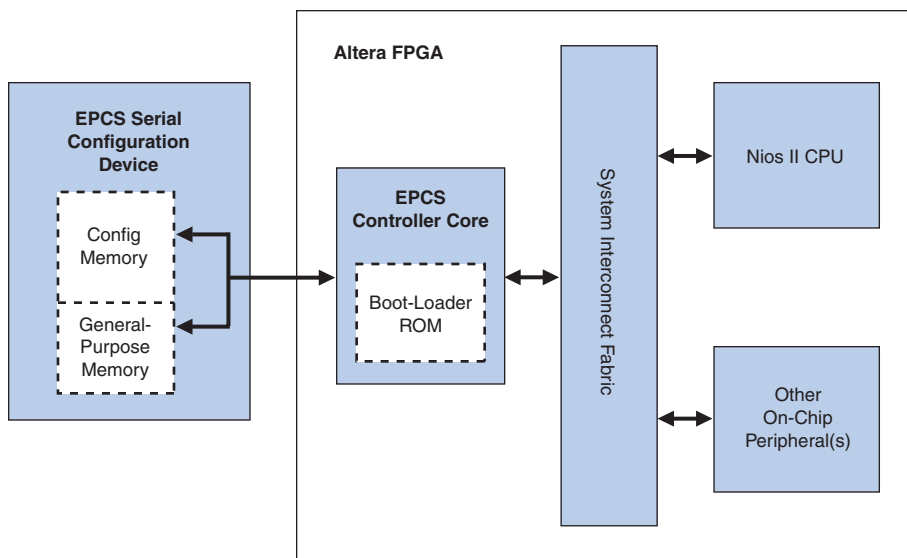 Altera FPGA
EPCS Serial
Configuration
Device
Config
Memory
General-
Purpose
Memory
EPCS
Controller Core
Boot-Loader
ROM
System Interconnect Fabric
Nios II CPU
Other
On-Chip
Peripheral(s)